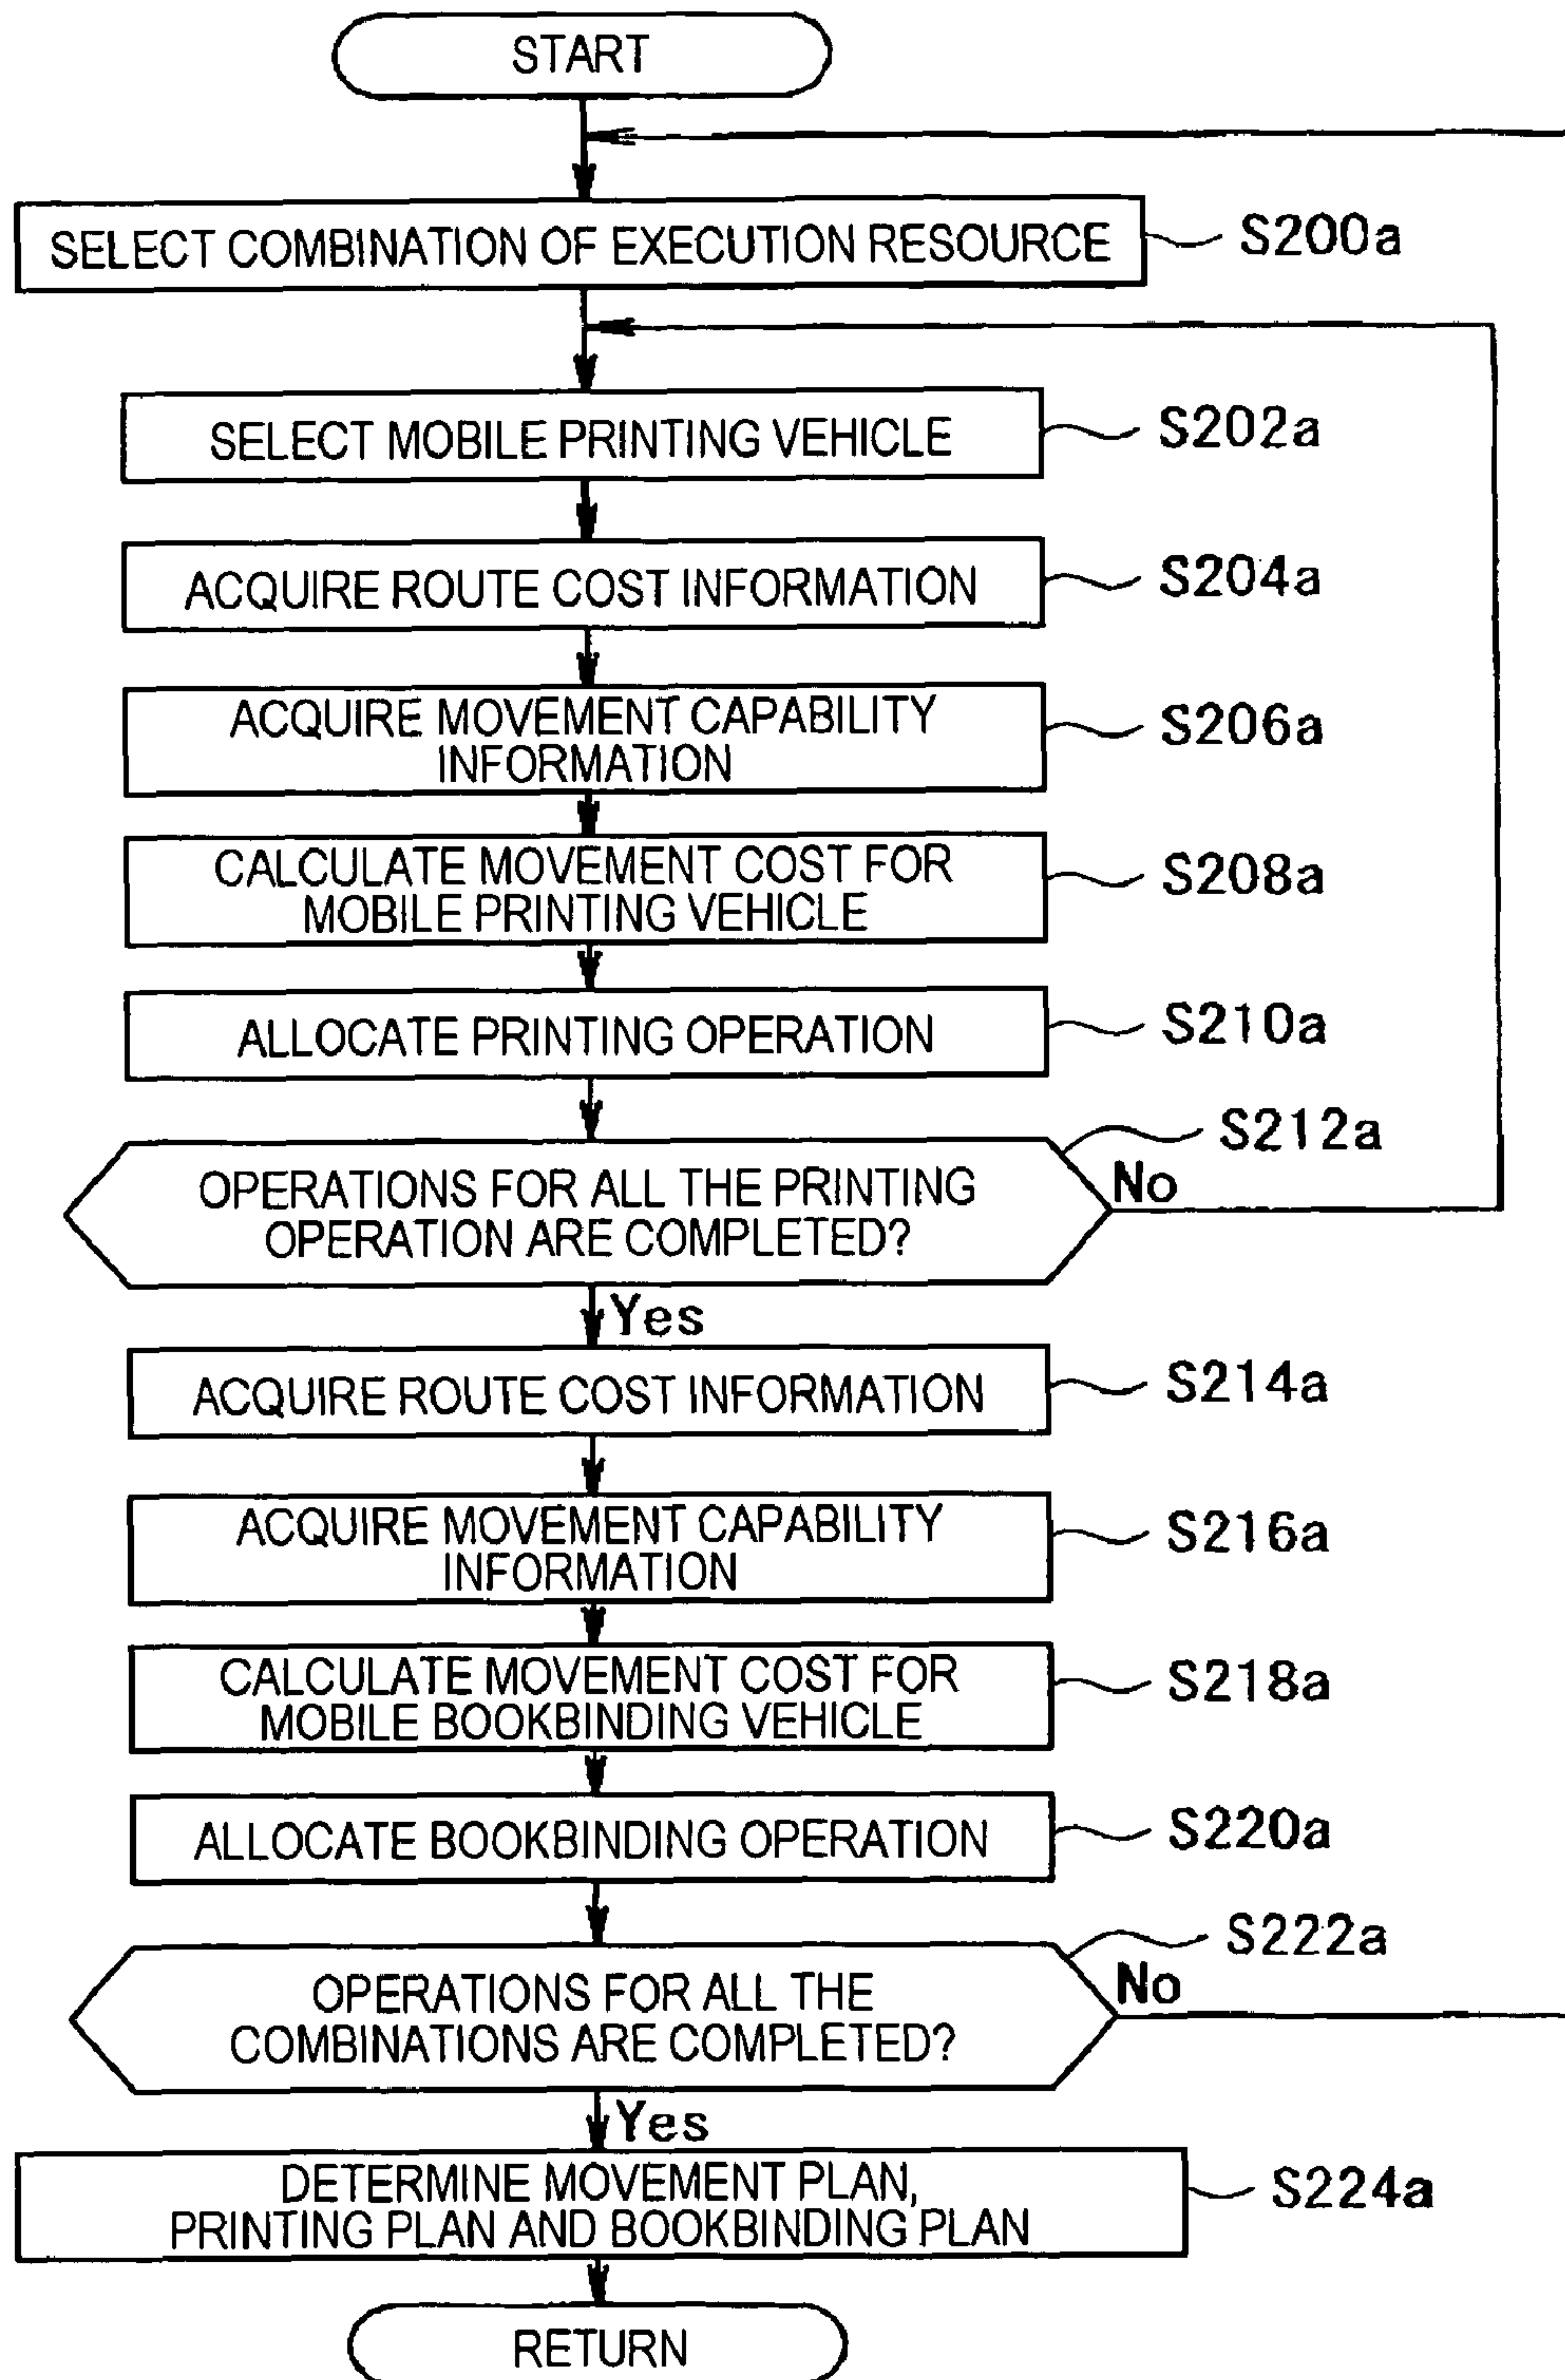 START
SELECT COMBINATION OF EXECUTION RESOURCE
S200a
SELECT MOBILE PRINTING VEHICLE
S202a
ACQUIRE ROUTE COST INFORMATION
S204a
ACQUIRE MOVEMENT CAPABILITY
INFORMATION
S206a
CALCULATE MOVEMENT COST FOR
MOBILE PRINTING VEHICLE
S208a
ALLOCATE PRINTING OPERATION
S210a
S212a
OPERATIONS FOR ALL THE PRINTING
OPERATION ARE COMPLETED?
No
Yes
ACQUIRE ROUTE COST INFORMATION
S214a
ACQUIRE MOVEMENT CAPABILITY
INFORMATION
S216a
CALCULATE MOVEMENT COST FOR
MOBILE BOOKBINDING VEHICLE
S218a
ALLOCATE BOOKBINDING OPERATION
S220a
S222a
OPERATIONS FOR ALL THE
COMBINATIONS ARE COMPLETED?
No
Yes
DETERMINE MOVEMENT PLAN,
PRINTING PLAN AND BOOKBINDING PLAN
S224a
RETURN